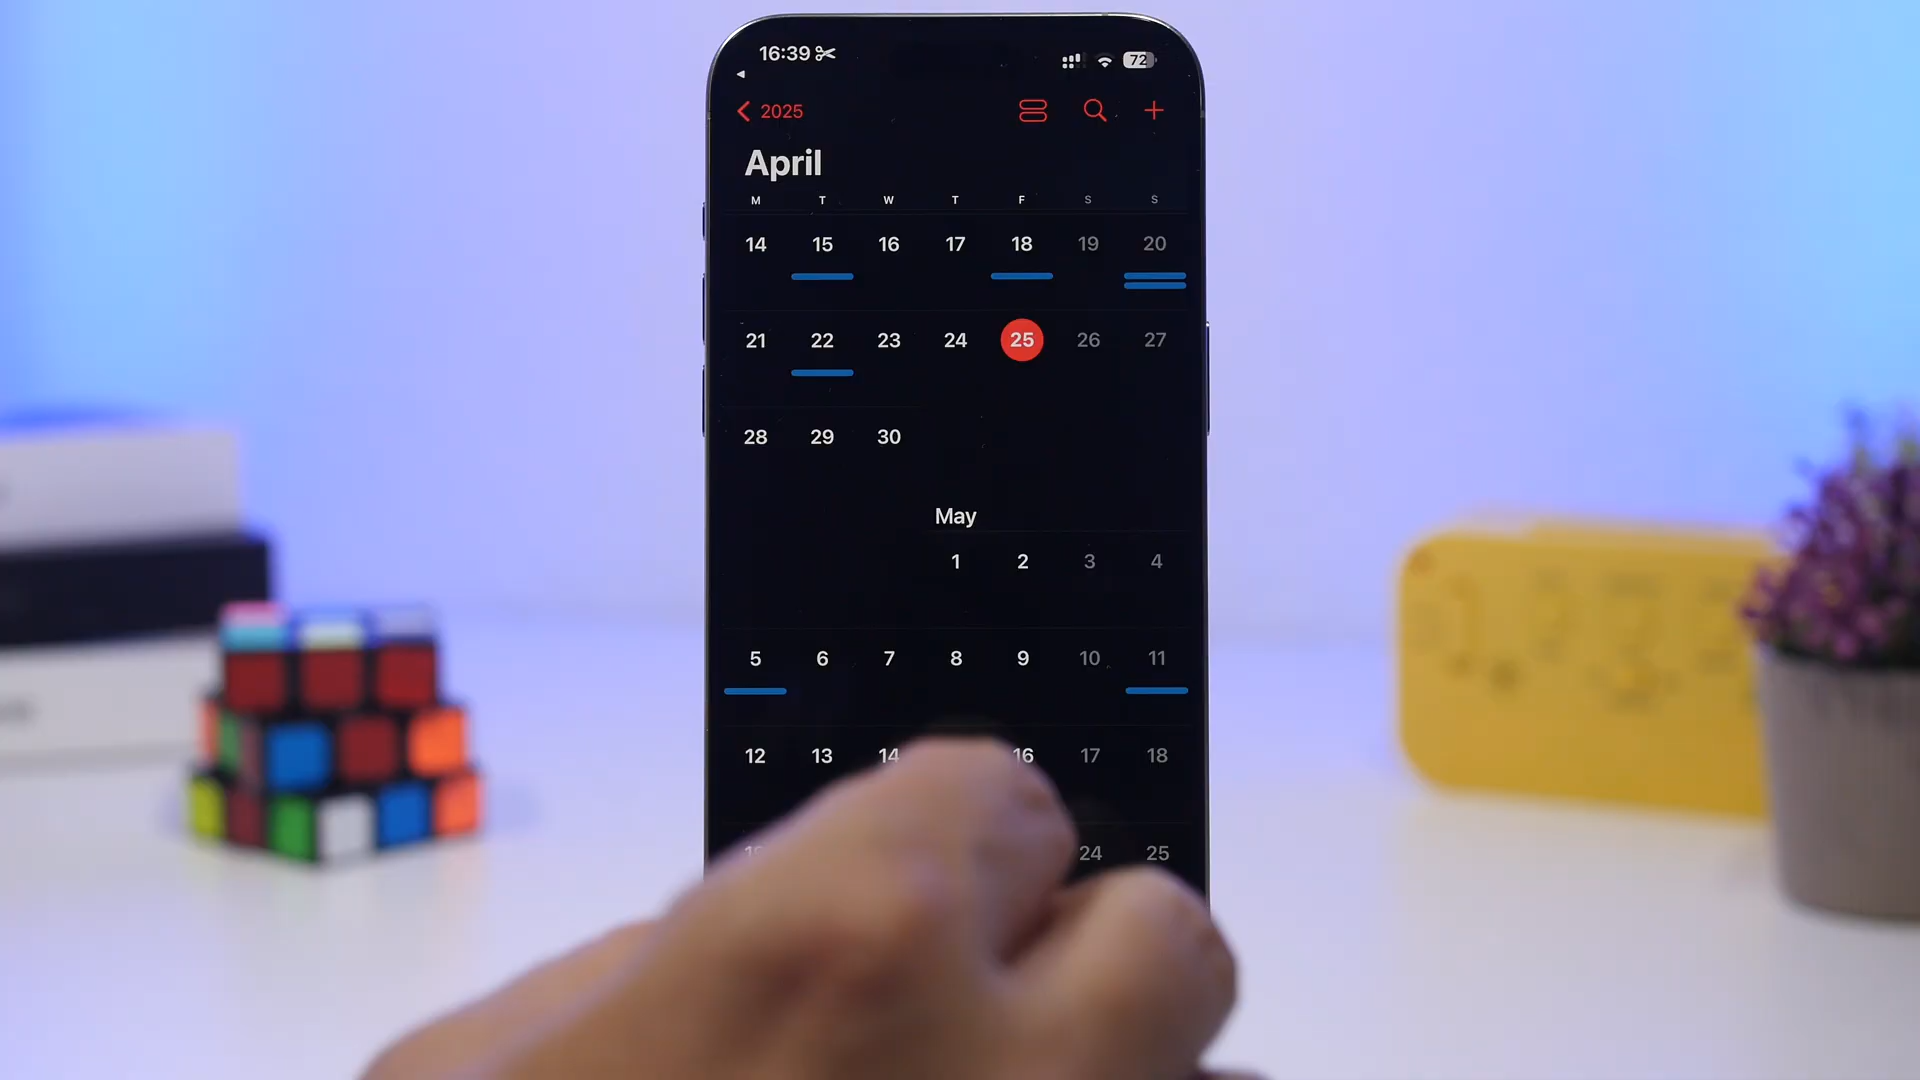 16:39
72
2025
April
M T W T F S S
14 15 16 17 18 19 20
21 22 23 24 25 26 27
28 29 30
May
1 2 3 4
5 6 7 8 9 10 11
12 13 14 16 17 18
24 25